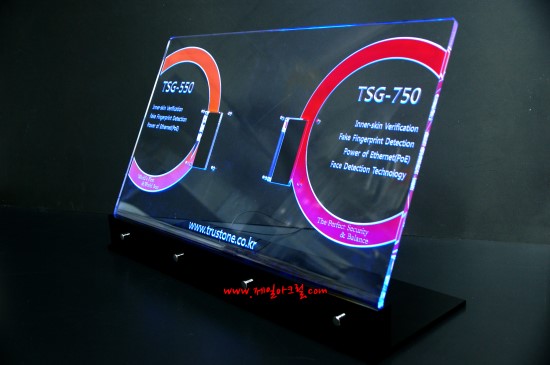 TSG-550
Inner-skin Verification
Fake Fingerprint Detection
Power of Ethernet(PoE)
TSG-750
Inner-skin Verification
Fake Fingerprint Detection
Power of Ethernet(PoE)
Face Detection Technology
The Perfect Security
& Balance
www.trustone.co.kr
www.제일아크릴.com